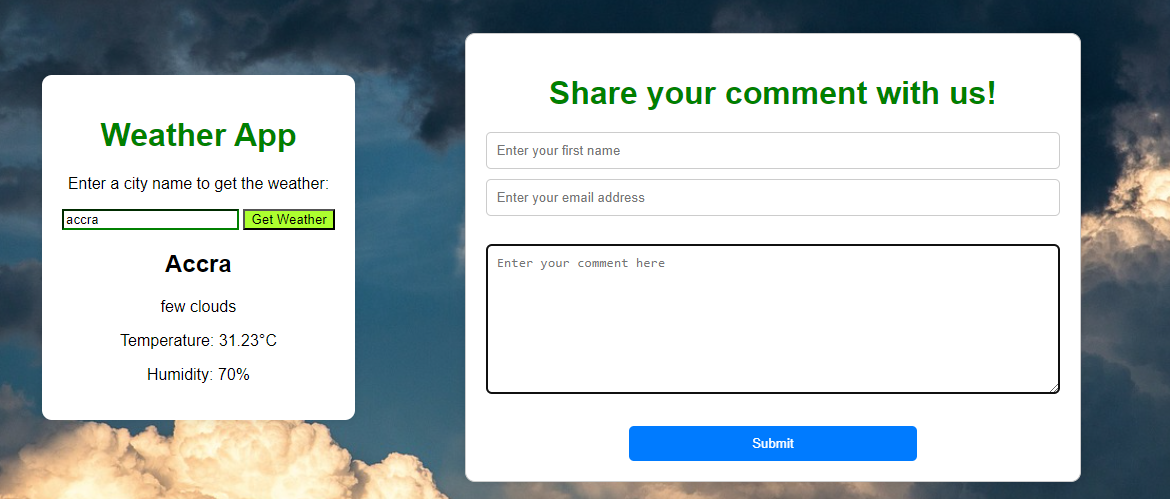 Weather App
Enter a city name to get the weather:
accra
Get Weather
Accra
few clouds
Temperature: 31.23°C
Humidity: 70%
Share your comment with us!
Enter your first name
Enter your email address
Enter your comment here
Submit